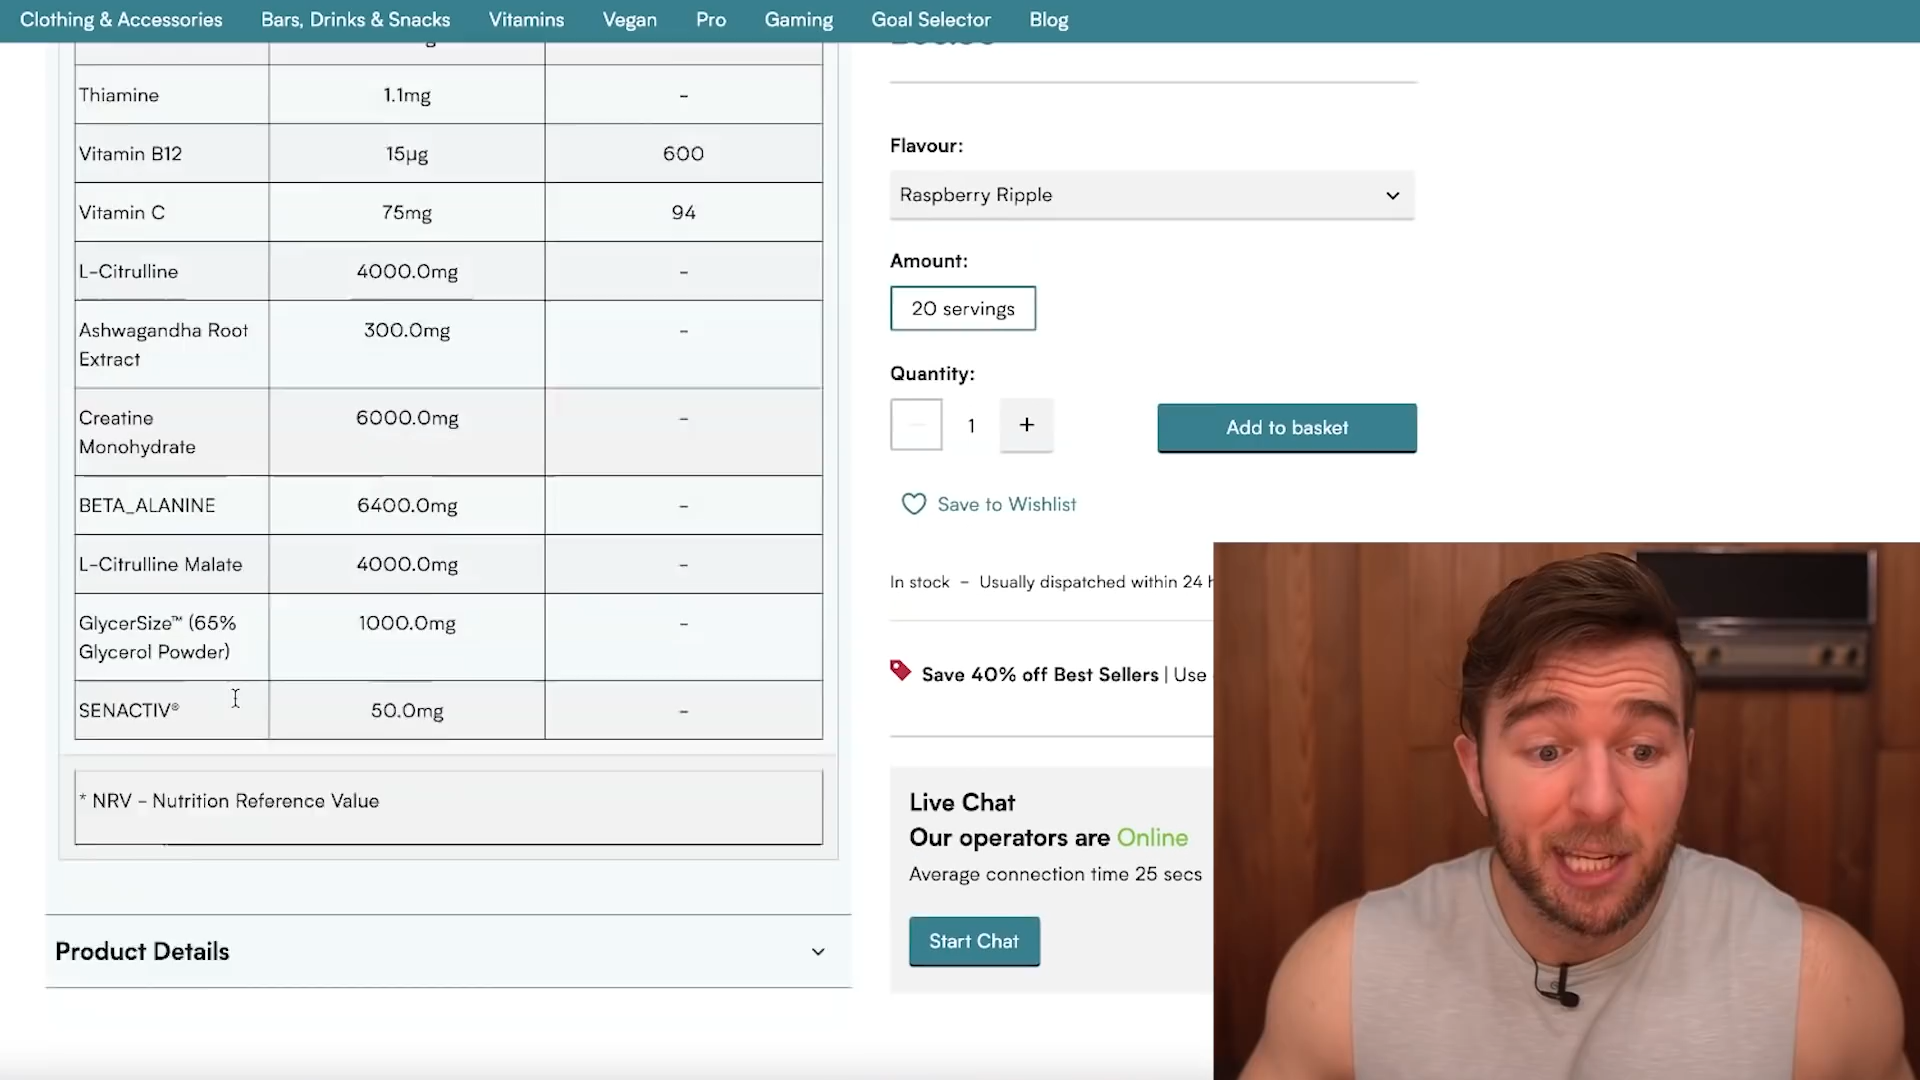 Clothing & Accessories Bars, Drinks & Snacks Vitamins Vegan Pro Gaming Goal Selector Blog
Thiamine 1.1mg -
Vitamin B12 15µg 600
Vitamin C 75mg 94
L-Citrulline 4000.0mg -
Ashwagandha Root Extract 300.0mg -
Creatine Monohydrate 6000.0mg -
BETA_ALANINE 6400.0mg -
L-Citrulline Malate 4000.0mg -
GlycerSize™ (65% Glycerol Powder) 1000.0mg -
SENACTIV® 50.0mg -
* NRV - Nutrition Reference Value
Product Details
Flavour:
Raspberry Ripple
Amount:
20 servings
Quantity:
1 +
Add to basket
Save to Wishlist
In stock - Usually dispatched within 24
Save 40% off Best Sellers | Use
Live Chat
Our operators are Online
Average connection time 25 secs
Start Chat